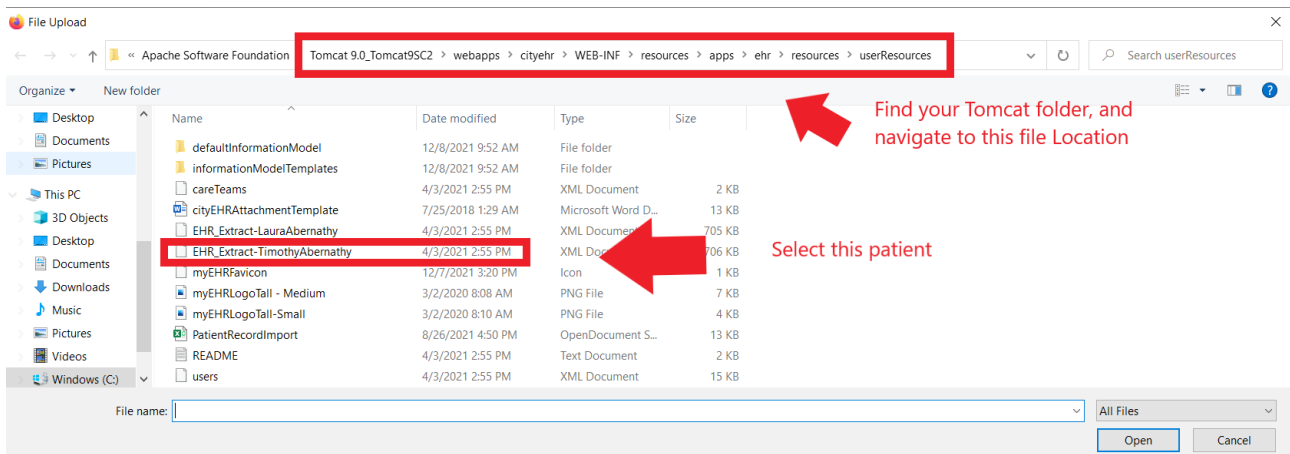 File Upload
« Apache Software Foundation Tomcat 9.0_Tomcat9SC2 > webapps > cityehr > WEB-INF > resources > apps > ehr > resources > userResources
Search userResources
Organize New folder
Name Date modified Type Size
Desktop
Documents
Pictures
This PC
3D Objects
Desktop
Documents
Downloads
Music
Pictures
Videos
Windows (C:)
defaultInformationModel 12/8/2021 9:52 AM File folder
informationModelTemplates 12/8/2021 9:52 AM File folder
careTeams 4/3/2021 2:55 PM XML Document 2 KB
cityEHRAttachmentTemplate 7/25/2018 1:29 AM Microsoft Word D... 13 KB
EHR_Extract-LauraAbernathy 4/3/2021 2:55 PM XML Document 705 KB
EHR_Extract-TimothyAbernathy 4/3/2021 2:55 PM XML 706 KB
myEHRFavicon 12/7/2021 3:20 PM Icon 1 KB
myEHRLogoTall - Medium 3/2/2020 8:08 AM PNG File 7 KB
myEHRLogoTall-Small 3/2/2020 8:10 AM PNG File 4 KB
PatientRecordImport 8/26/2021 4:50 PM OpenDocument S... 13 KB
README 4/3/2021 2:55 PM Text Document 2 KB
users 4/3/2021 2:55 PM XML Document 15 KB
Find your Tomcat folder, and
navigate to this file Location
Select this patient
File name:
All Files
Open Cancel